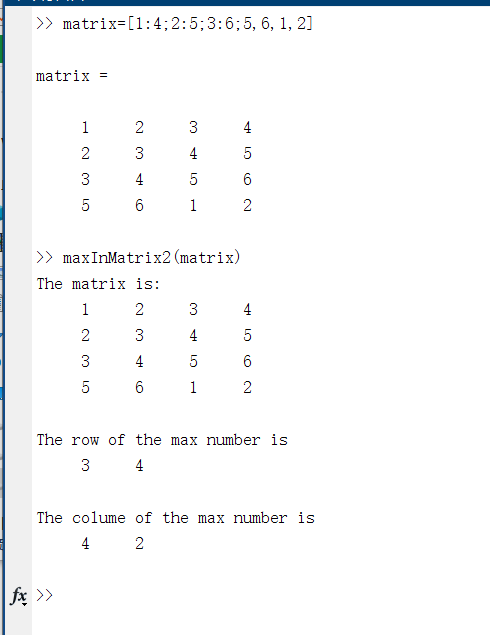 >> matrix=[1:4;2:5;3:6;5,6,1,2]
matrix =
1 2 3 4
2 3 4 5
3 4 5 6
5 6 1 2
>> maxInMatrix2(matrix)
The matrix is:
1 2 3 4
2 3 4 5
3 4 5 6
5 6 1 2
The row of the max number is
3 4
The colume of the max number is
4 2
fx >>